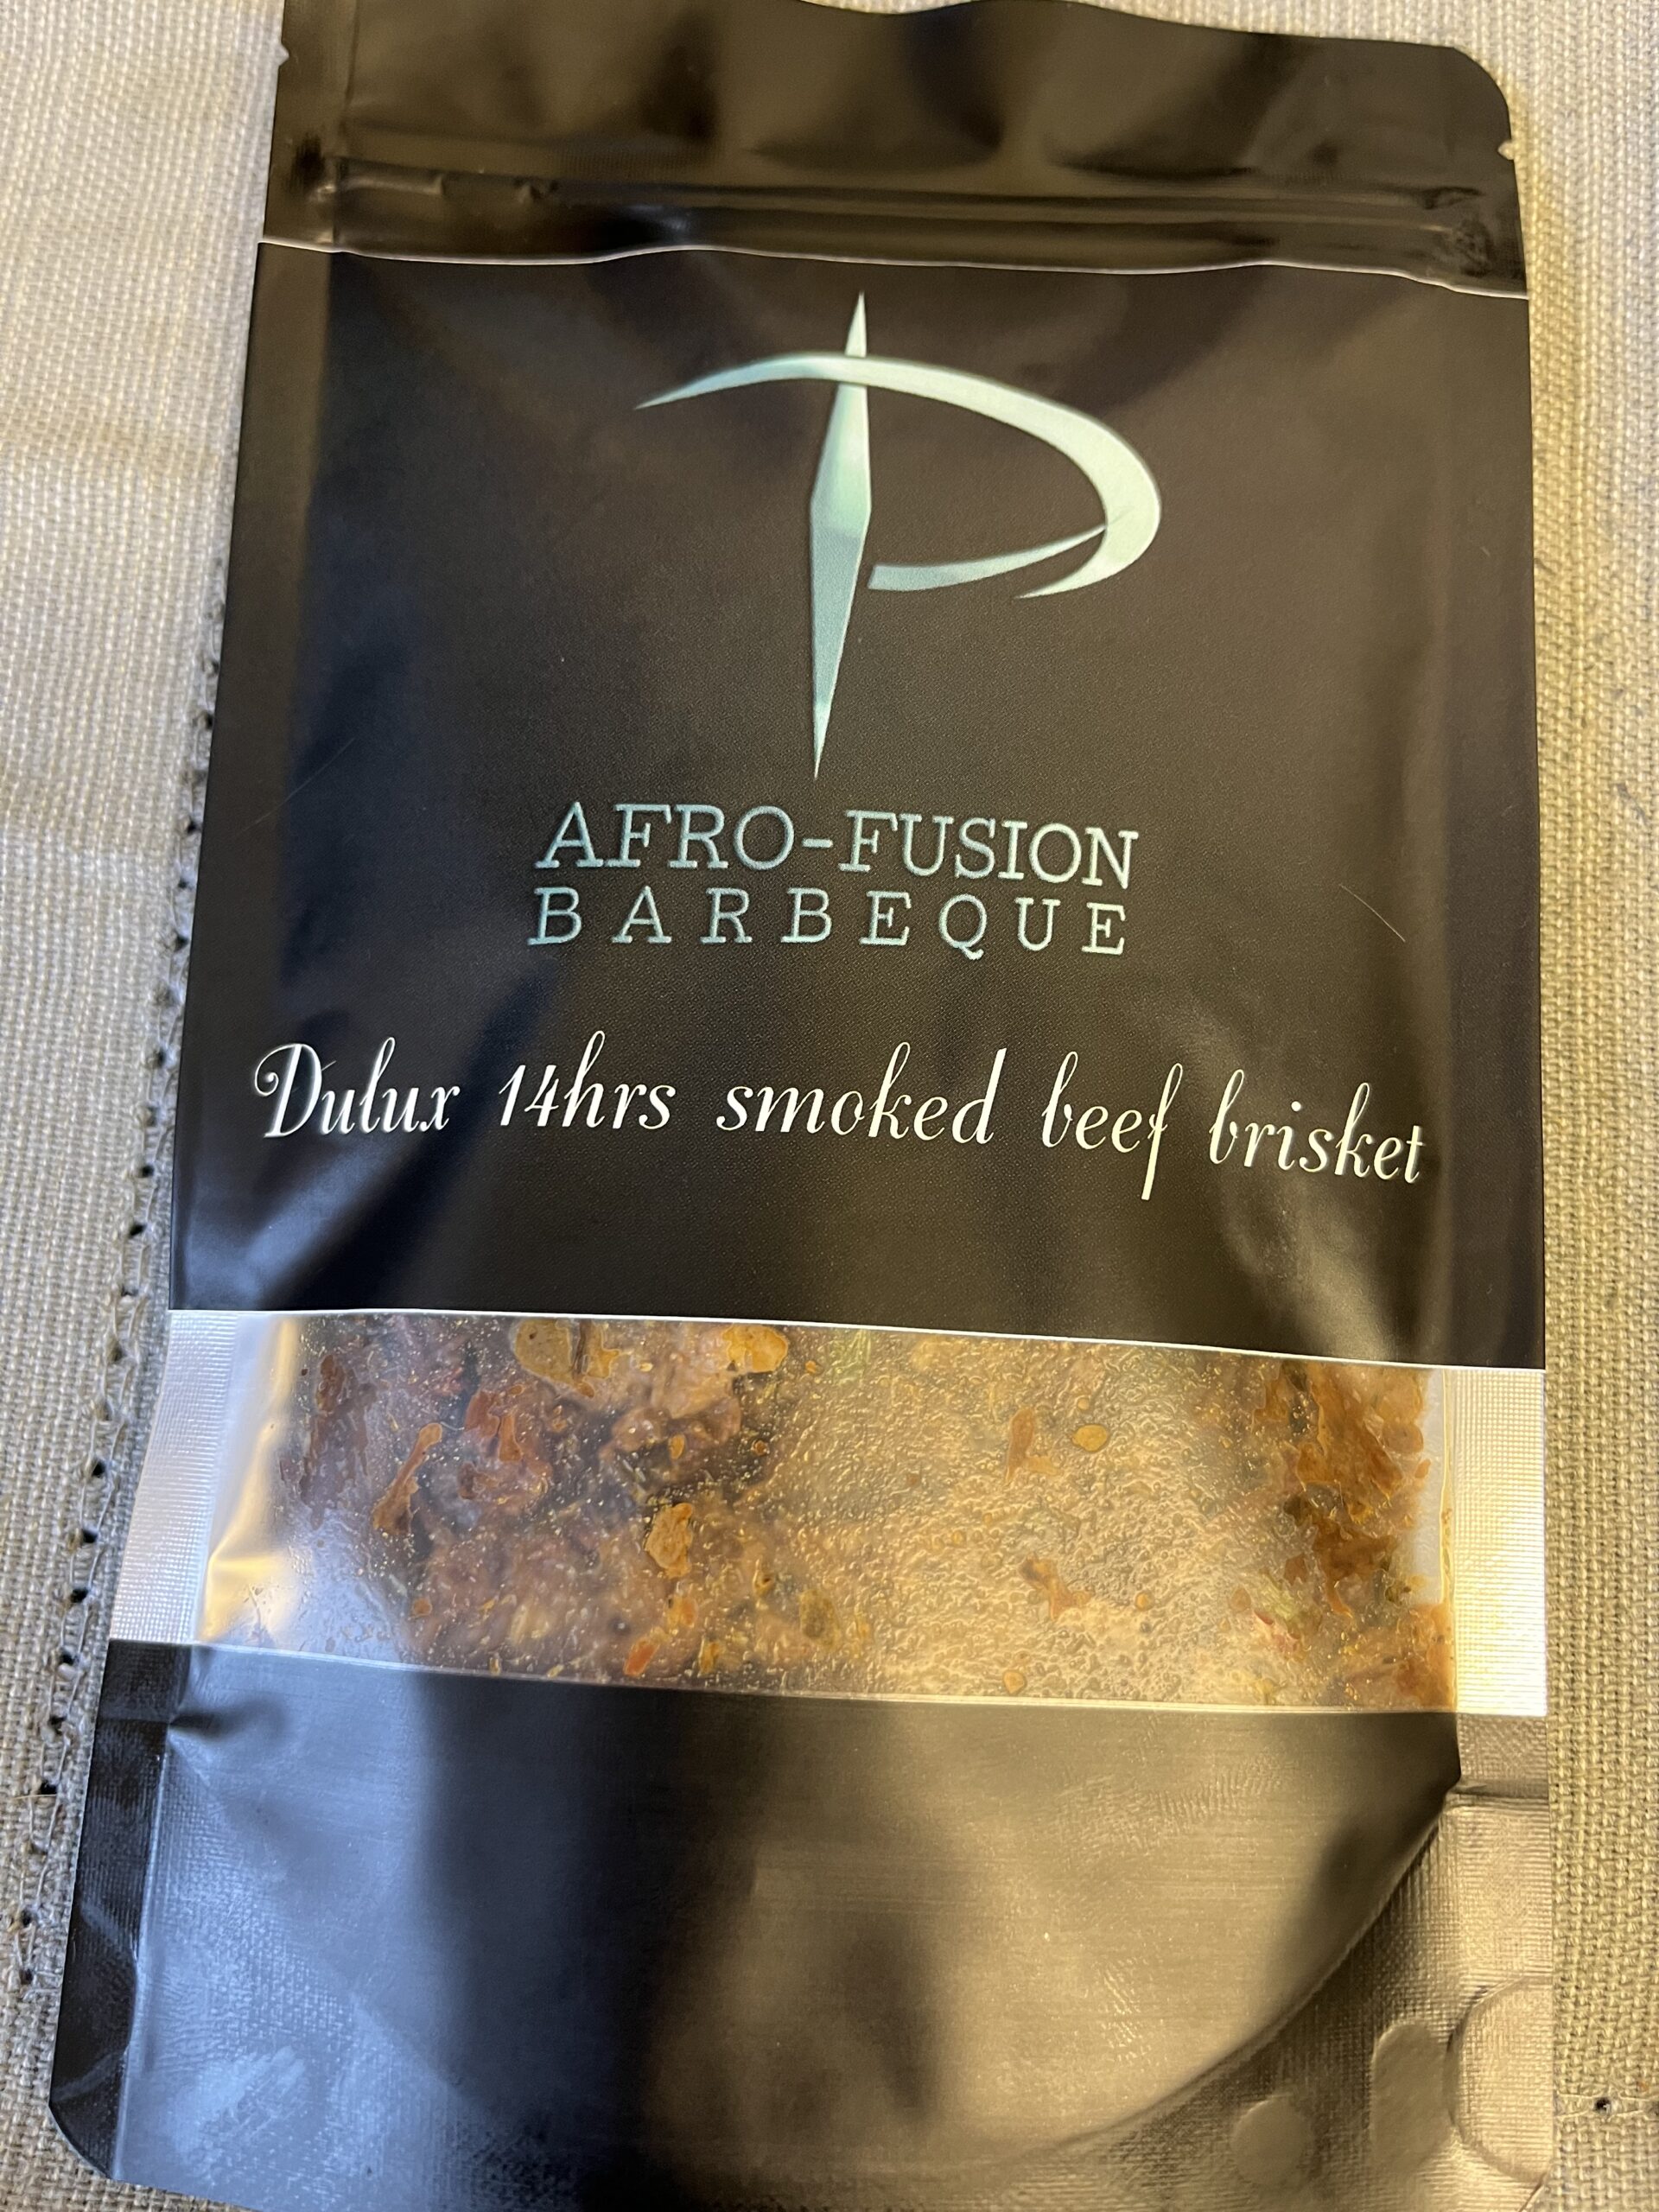 P
AFRO-FUSION
BARBEQUE
Dulux 14hrs smoked beef brisket